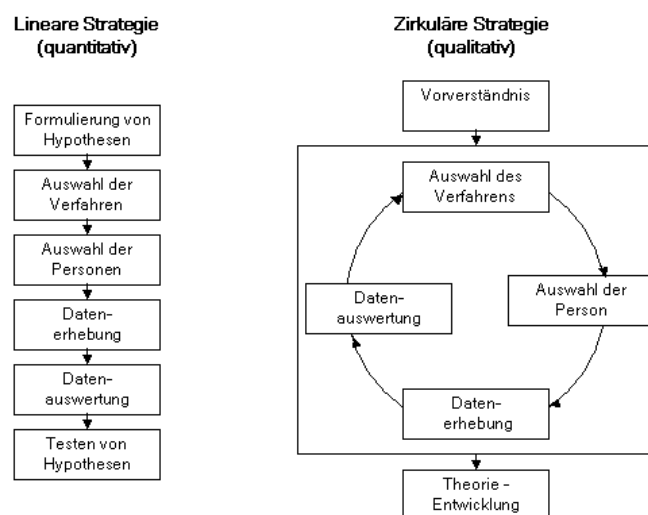 Lineare Strategie
(quantitativ)
Formulierung von
Hypothesen
Auswahl der
Verfahren
Auswahl der
Personen
Daten-
erhebung
Daten-
auswertung
Testen von
Hypothesen
Zirkuläre Strategie
(qualitativ)
Vorverständnis
Auswahl des
Verfahrens
Auswahl der
Person
Daten-
erhebung
Daten-
auswertung
Theorie -
Entwicklung